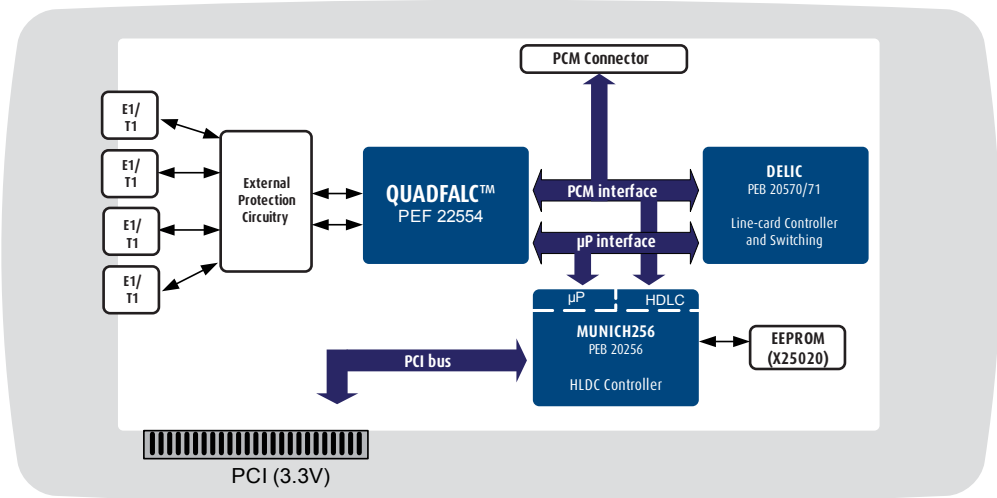 PCM Connector
E1/
T1
E1/
T1
E1/
T1
E1/
T1
External
Protection
Circuitry
QUADFALC™
PEF 22554
PCM interface
µP interface
DELIC
PEB 20570/71
Line-card Controller
and Switching
µP
HDLC
MUNICH256
PEB 20256
HLDC Controller
EEPROM
(X25020)
PCI bus
PCI (3.3V)